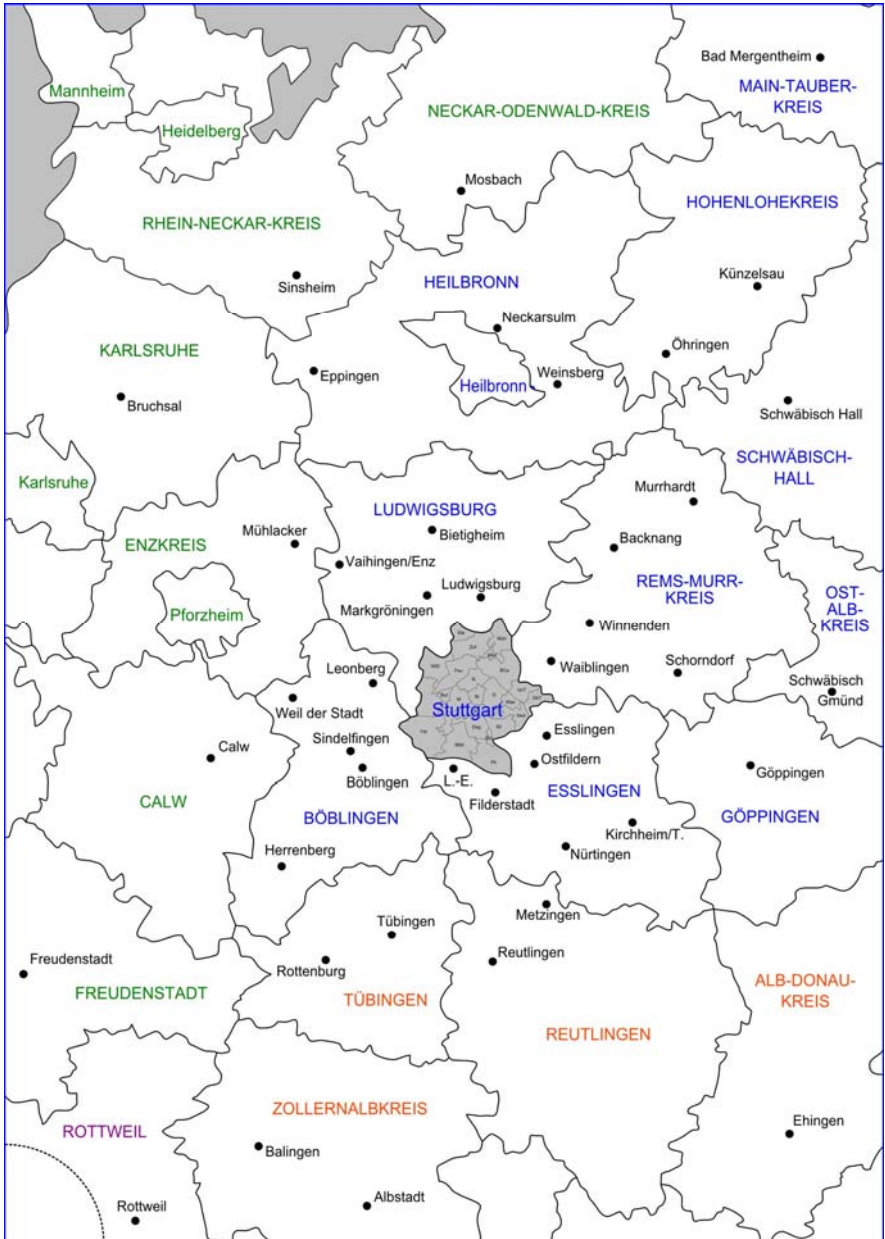 Bad Mergentheim
MAIN-TAUBER-
KREIS
Mannheim
Heidelberg
NECKAR-ODENWALD-KREIS
Mosbach
HOHENLOHEKREIS
RHEIN-NECKAR-KREIS
Sinsheim
HEILBRONN
Künzelsau
Neckarsulm
KARLSRUHE
Öhringen
Eppingen
Heilbronn
Weinsberg
Bruchsal
Schwäbisch Hall
SCHWÄBISCH-
HALL
Karlsruhe
Murrhardt
LUDWIGSBURG
Bietigheim
Mühlacker
ENZKREIS
Backnang
Vaihingen/Enz
Ludwigsburg
REMS-MURR-
KREIS
OST-
ALB-
KREIS
Markgröningen
Pforzheim
Winnenden
Leonberg
Waiblingen
Schorndorf
Schwäbisch
Gmünd
Weil der Stadt
Stuttgart
Sindelfingen
Esslingen
Calw
Ostfildern
Böblingen
L.-E.
Göppingen
Filderstadt
ESSLINGEN
CALW
BÖBLINGEN
GÖPPINGEN
Kirchheim/T.
Herrenberg
Nürtingen
Metzingen
Tübingen
Reutlingen
Freudenstadt
Rottenburg
FREUDENSTADT
TÜBINGEN
ALB-DONAU-
KREIS
REUTLINGEN
ZOLLERNALBKREIS
ROTTWEIL
Balingen
Ehingen
Albstadt
Rottweil